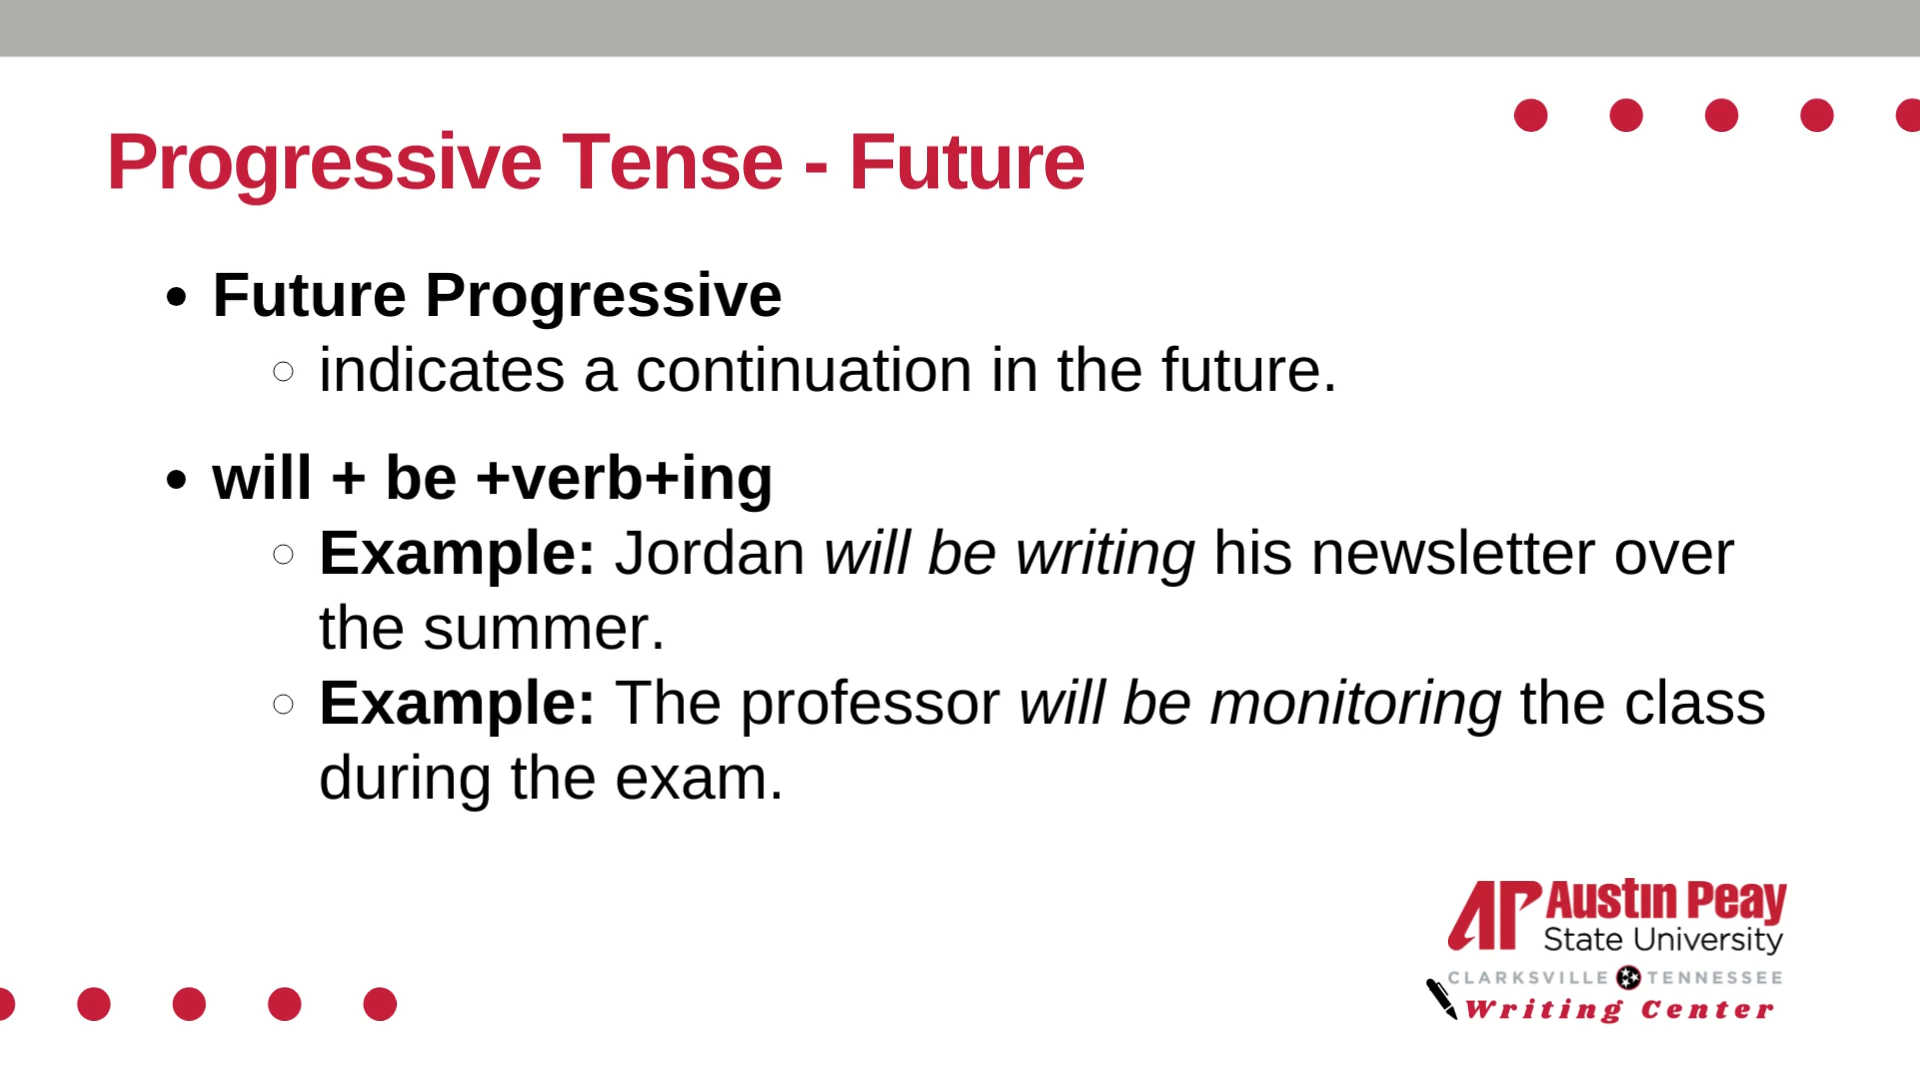 Progressive Tense - Future
• Future Progressive
○ indicates a continuation in the future.
• will + be +verb+ing
○ Example: Jordan will be writing his newsletter over
the summer.
○ Example: The professor will be monitoring the class
during the exam.
AP Austin Peay
State University
CLARKSVILLE TENNESSEE
Writing Center